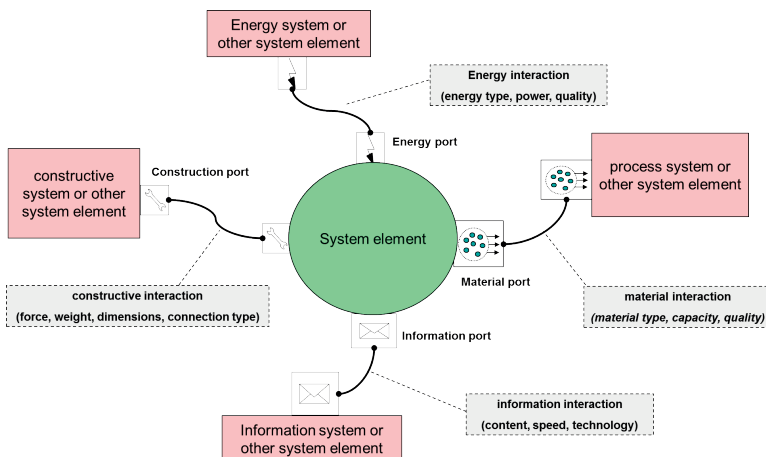 Energy system or
other system element
Energy interaction
(energy type, power, quality)
Energy port
constructive
system or other
system element
Construction port
process system or
other system element
System element
Material port
constructive interaction
(force, weight, dimensions, connection type)
material interaction
(material type, capacity, quality)
Information port
information interaction
(content, speed, technology)
Information system or
other system element